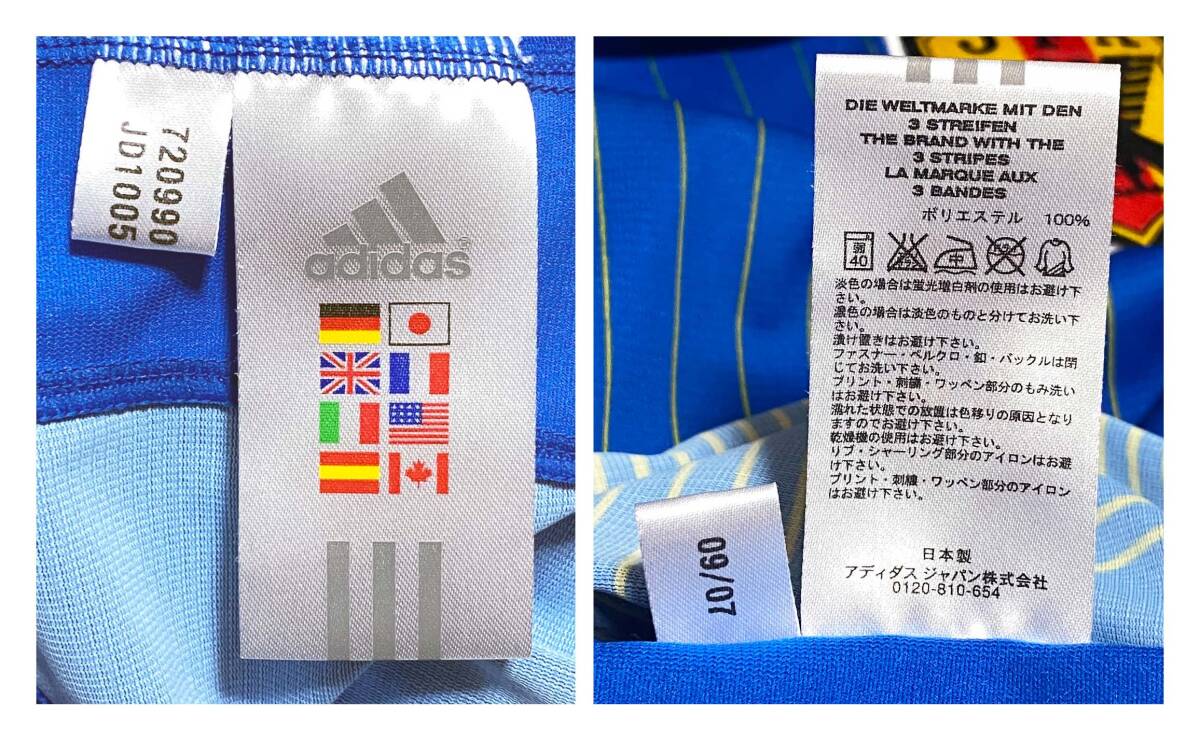 720990
JD1005
adidas
DIE WELTMARKE MIT DEN
3 STREIFEN
THE BRAND WITH THE
3 STRIPES
LA MARQUE AUX
3 BANDES
ポリエステル 100%
弱
40
中
淡色の場合は蛍光増白剤の使用はお避け下
さい。
濃色の場合は淡色のものと分けてお洗い下
さい。
漬け置きはお避け下さい。
ファスナー・ベルクロ・釦・バックルは閉
じてお洗い下さい。
プリント・刺繍・ワッペン部分のもみ洗い
はお避け下さい。
濡れた状態での放置は色移りの原因となり
ますのでお避け下さい。
乾燥機の使用はお避け下さい。
リブ・シャーリング部分のアイロンはお避
け下さい。
プリント・刺繍・ワッペン部分のアイロン
はお避け下さい。
日本製
アディダス ジャパン株式会社
0120-810-654
09/07